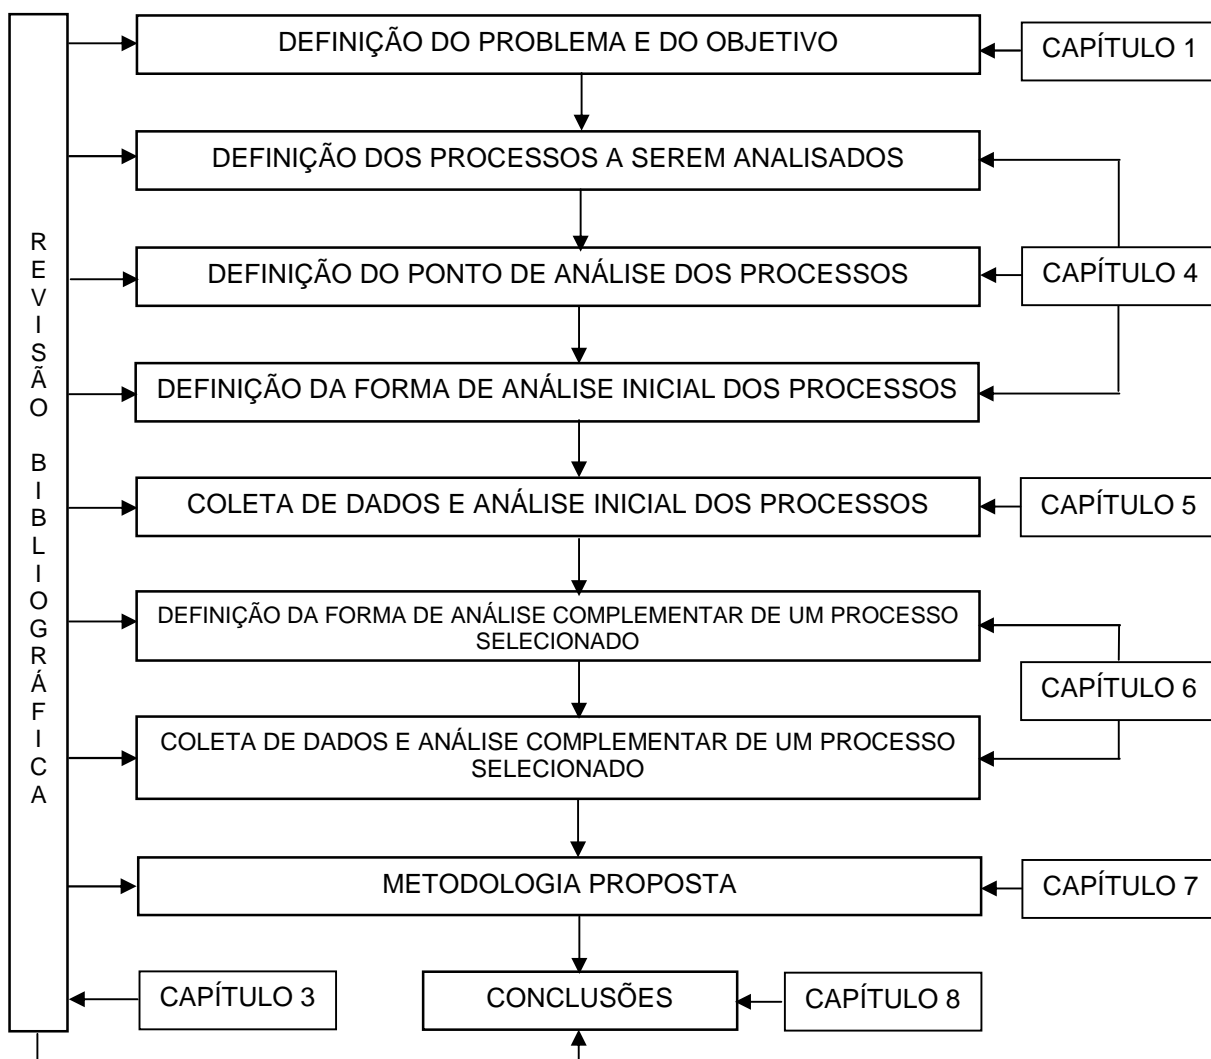 DEFINIÇÃO DO PROBLEMA E DO OBJETIVO
CAPÍTULO 1
DEFINIÇÃO DOS PROCESSOS A SEREM ANALISADOS
REVISÃO BIBLIOGRÁFICA
DEFINIÇÃO DO PONTO DE ANÁLISE DOS PROCESSOS
CAPÍTULO 4
DEFINIÇÃO DA FORMA DE ANÁLISE INICIAL DOS PROCESSOS
COLETA DE DADOS E ANÁLISE INICIAL DOS PROCESSOS
CAPÍTULO 5
DEFINIÇÃO DA FORMA DE ANÁLISE COMPLEMENTAR DE UM PROCESSO
SELECIONADO
CAPÍTULO 6
COLETA DE DADOS E ANÁLISE COMPLEMENTAR DE UM PROCESSO
SELECIONADO
METODOLOGIA PROPOSTA
CAPÍTULO 7
CAPÍTULO 3
CONCLUSÕES
CAPÍTULO 8